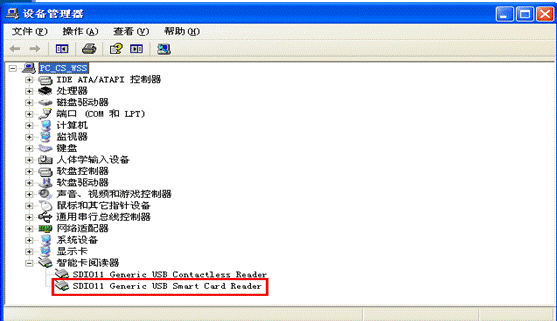 设备管理器
文件(F) 操作(A) 查看(V) 帮助(H)
PC_CS_WSS
IDE ATA/ATAPI 控制器
处理器
磁盘驱动器
端口 (COM 和 LPT)
计算机
监视器
键盘
人体学输入设备
软盘控制器
软盘驱动器
声音、视频和游戏控制器
鼠标和其它指针设备
通用串行总线控制器
网络适配器
系统设备
显示卡
智能卡阅读器
SDI011 Generic USB Contactless Reader
SDI011 Generic USB Smart Card Reader